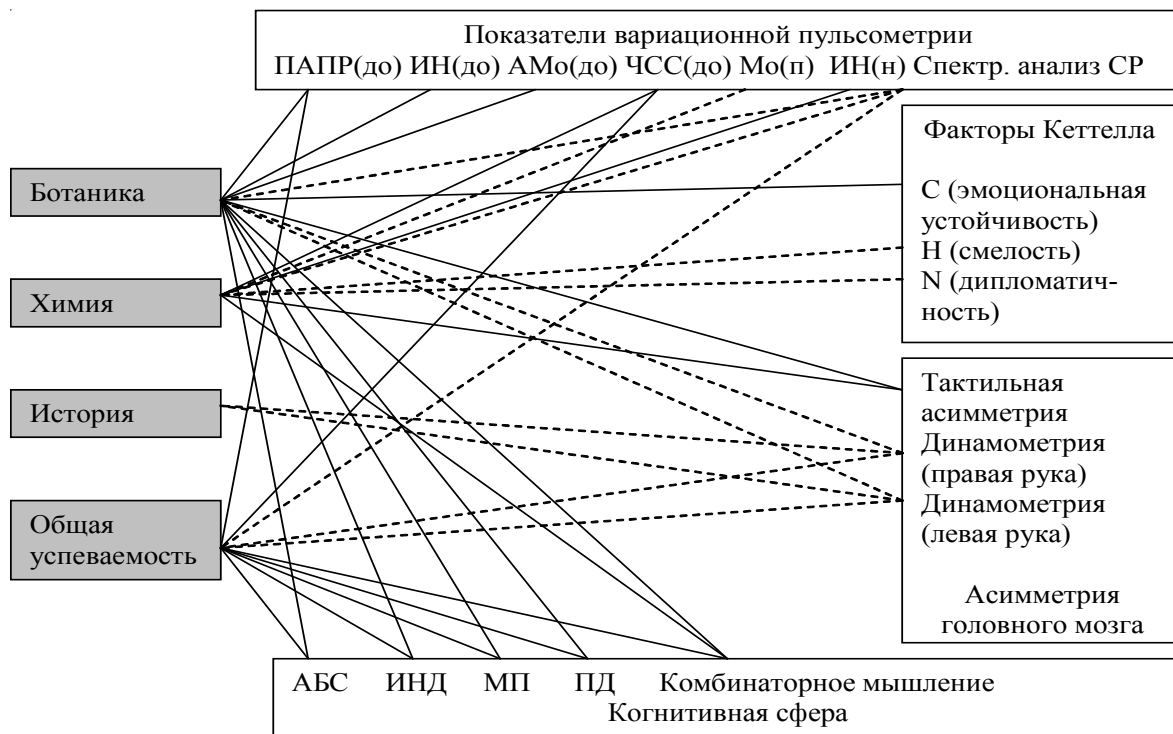 Показатели вариационной пульсометрии
ПАПР(до) ИН(до) АМо(до) ЧСС(до) Мо(п) ИН(н) Спектр. анализ СР
Факторы Кеттелла
С (эмоциональная
устойчивость)
Н (смелость)
N (дипломатич-
ность)
Ботаника
Химия
История
Общая
успеваемость
Тактильная
асимметрия
Динамометрия
(правая рука)
Динамометрия
(левая рука)
Асимметрия
головного мозга
АБС ИНД МП ПД Комбинаторное мышление
Когнитивная сфера